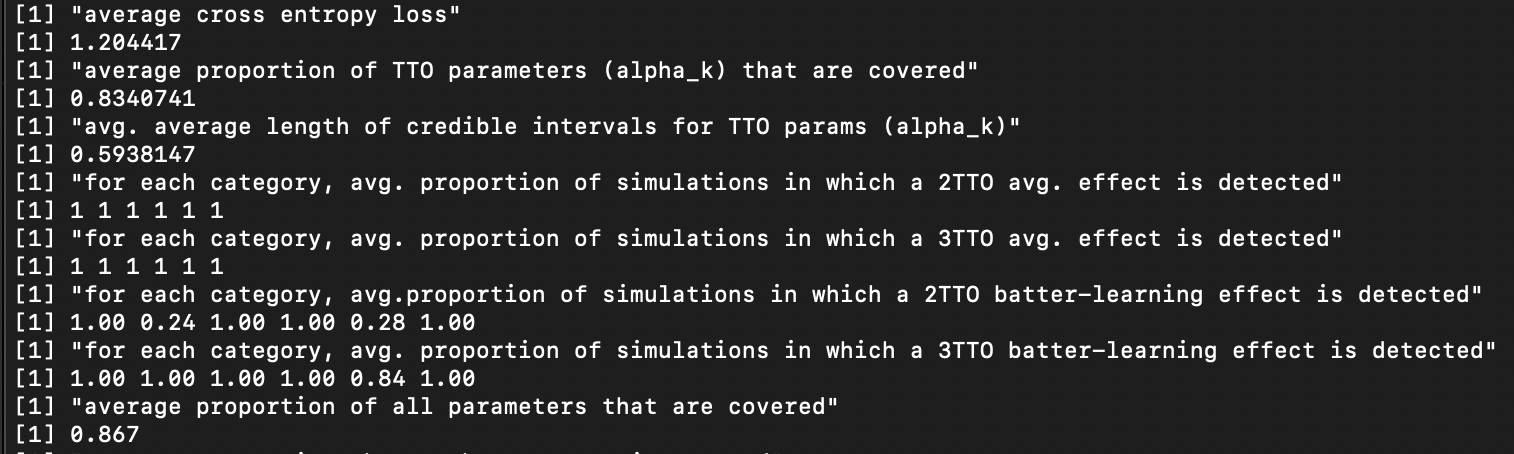 [1] "average cross entropy loss"
[1] 1.204417
[1] "average proportion of TTO parameters (alpha_k) that are covered"
[1] 0.8340741
[1] "avg. average length of credible intervals for TTO params (alpha_k)"
[1] 0.5938147
[1] "for each category, avg. proportion of simulations in which a 2TTO avg. effect is detected"
[1] 1 1 1 1 1 1
[1] "for each category, avg. proportion of simulations in which a 3TTO avg. effect is detected"
[1] 1 1 1 1 1 1
[1] "for each category, avg.proportion of simulations in which a 2TTO batter-learning effect is detected"
[1] 1.00 0.24 1.00 1.00 0.28 1.00
[1] "for each category, avg. proportion of simulations in which a 3TTO batter-learning effect is detected"
[1] 1.00 1.00 1.00 1.00 0.84 1.00
[1] "average proportion of all parameters that are covered"
[1] 0.867